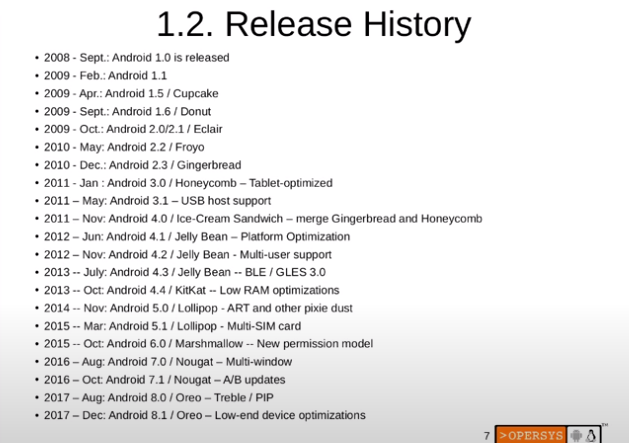 1.2. Release History
• 2008 - Sept.: Android 1.0 is released
• 2009 - Feb.: Android 1.1
• 2009 - Apr.: Android 1.5 / Cupcake
• 2009 - Sept.: Android 1.6 / Donut
• 2009 - Oct.: Android 2.0/2.1 / Eclair
• 2010 - May: Android 2.2 / Froyo
• 2010 - Dec.: Android 2.3 / Gingerbread
• 2011 - Jan : Android 3.0 / Honeycomb – Tablet-optimized
• 2011 – May: Android 3.1 – USB host support
• 2011 – Nov: Android 4.0 / Ice-Cream Sandwich – merge Gingerbread and Honeycomb
• 2012 – Jun: Android 4.1 / Jelly Bean – Platform Optimization
• 2012 – Nov: Android 4.2 / Jelly Bean - Multi-user support
• 2013 -- July: Android 4.3 / Jelly Bean -- BLE / GLES 3.0
• 2013 -- Oct: Android 4.4 / KitKat -- Low RAM optimizations
• 2014 -- Nov: Android 5.0 / Lollipop - ART and other pixie dust
• 2015 -- Mar: Android 5.1 / Lollipop - Multi-SIM card
• 2015 -- Oct: Android 6.0 / Marshmallow -- New permission model
• 2016 – Aug: Android 7.0 / Nougat – Multi-window
• 2016 – Oct: Android 7.1 / Nougat – A/B updates
• 2017 – Aug: Android 8.0 / Oreo – Treble / PIP
• 2017 – Dec: Android 8.1 / Oreo – Low-end device optimizations
7 >OPERSYS ™